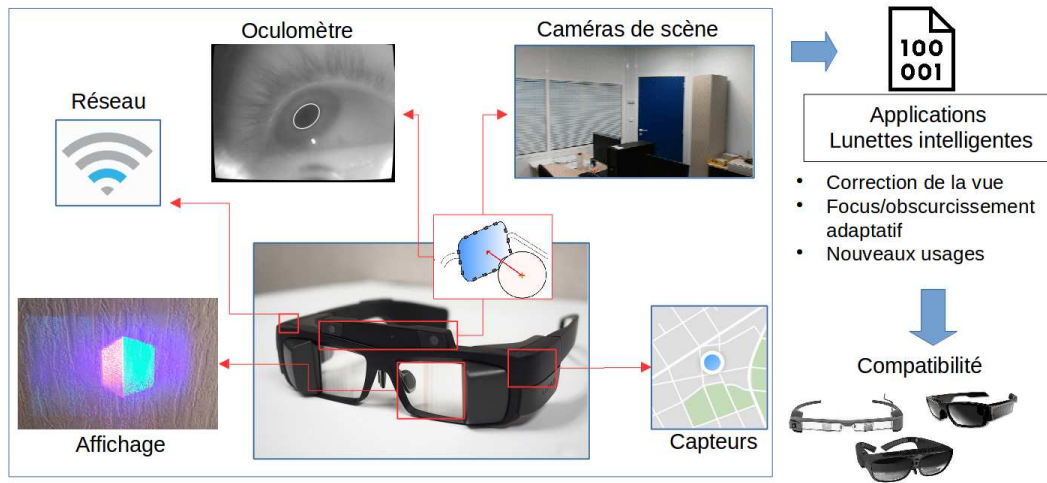 Oculomètre
Caméras de scène
Réseau
100
001
Applications
Lunettes intelligentes
• Correction de la vue
• Focus/obscurcissement
adaptatif
• Nouveaux usages
Compatibilité
Affichage
Capteurs